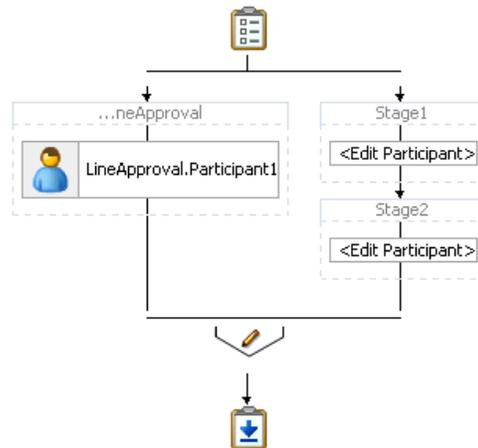 ...neApproval
LineApproval.Participant1
Stage1
<Edit Participant>
Stage2
<Edit Participant>